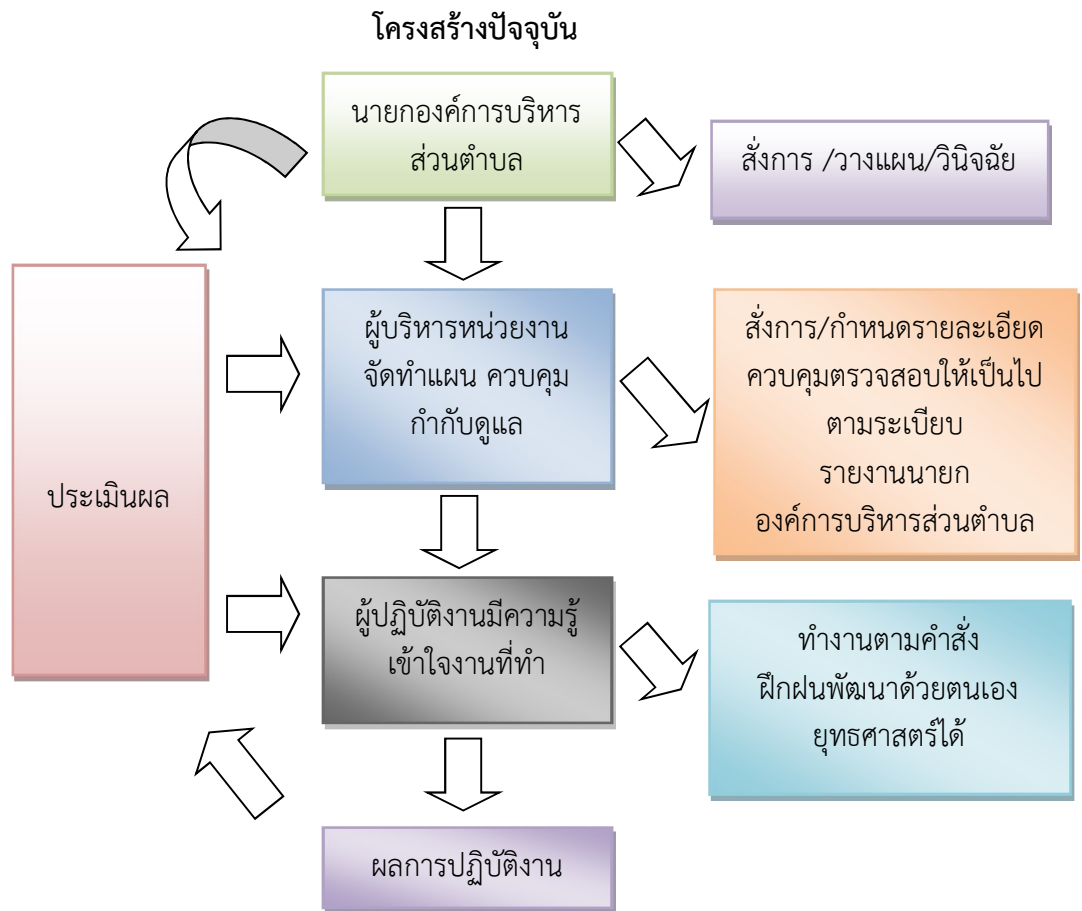 โครงสร้างปัจจุบัน
นายกองค์การบริหาร
ส่วนตำบล
สั่งการ /วางแผน/วินิจฉัย
ผู้บริหารหน่วยงาน
จัดทำแผน ควบคุม
กำกับดูแล
สั่งการ/กำหนดรายละเอียด
ควบคุมตรวจสอบให้เป็นไป
ตามระเบียบ
รายงานนายก
องค์การบริหารส่วนตำบล
ประเมินผล
ผู้ปฏิบัติงานมีความรู้
เข้าใจงานที่ทำ
ทำงานตามคำสั่ง
ฝึกฝนพัฒนาด้วยตนเอง
ยุทธศาสตร์ได้
ผลการปฏิบัติงาน